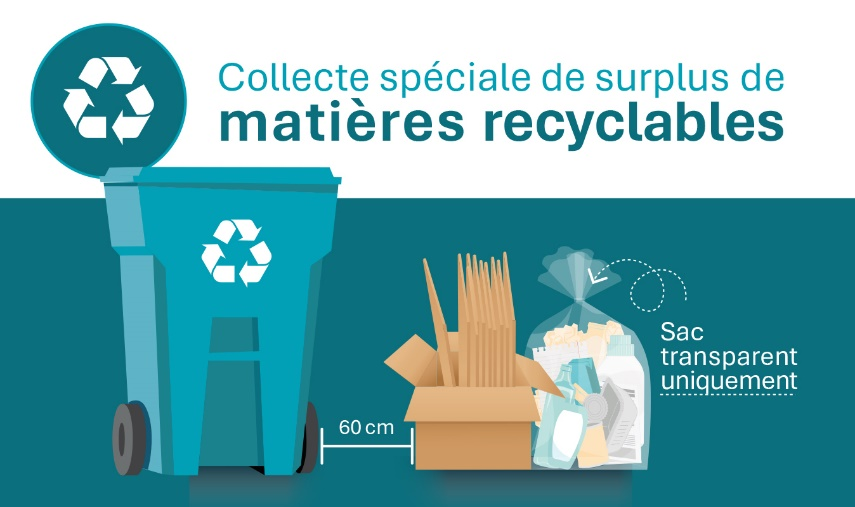 Collecte spéciale de surplus de
matières recyclables
60 cm
Sac
transparent
uniquement